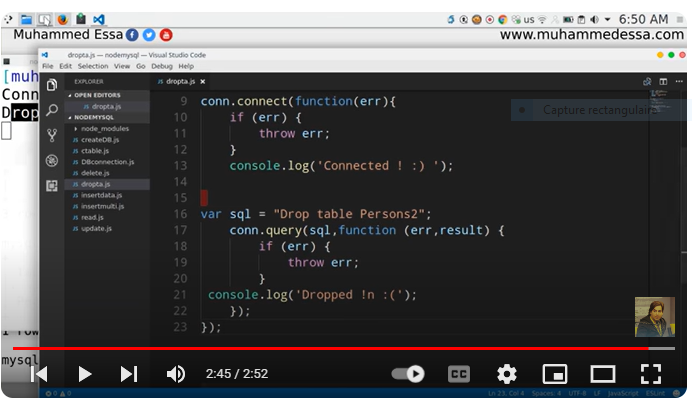 6:50 AM
Muhammed Essa
www.muhammedessa.com
dropta.js — nodemysql — Visual Studio Code
File Edit Selection View Go Debug Help
[muh
Conn
Drop
EXPLORER
OPEN EDITORS
dropta.js
NODEMYSQL
node_modules
createDB.js
ctable.js
DBconnection.js
delete.js
dropta.js
insertdata.js
insertmulti.js
read.js
update.js
dropta.js
Capture rectangulaire
9 conn.connect(function(err){
10 if (err) {
11 throw err;
12 }
13 console.log('Connected ! :) ');
14
15
16 var sql = "Drop table Persons2";
17 conn.query(sql,function (err,result) {
18 if (err) {
19 throw err;
20 }
21 console.log('Dropped !n :(');
22 });
23 });
1 row
mysql
2:45 / 2:52
CC
0 0
Ln 23, Col 4 Spaces: 4 UTF-8 LF JavaScript ESLint